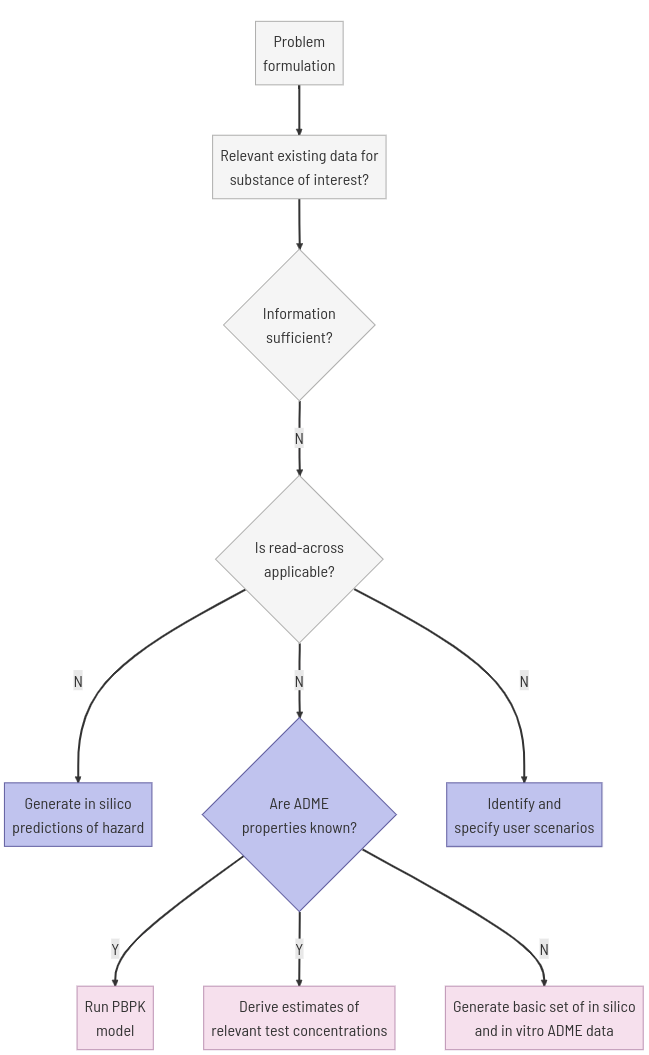 Problem
formulation
Relevant existing data for
substance of interest?
Information
sufficient?
N
Is read-across
applicable?
N
N
N
Generate in silico
predictions of hazard
Are ADME
properties known?
Identify and
specify user scenarios
Y
Y
N
Run PBPK
model
Derive estimates of
relevant test concentrations
Generate basic set of in silico
and in vitro ADME data